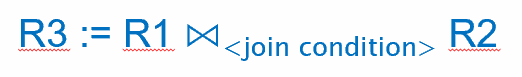 R3 := R1 ⋈ <join condition> R2